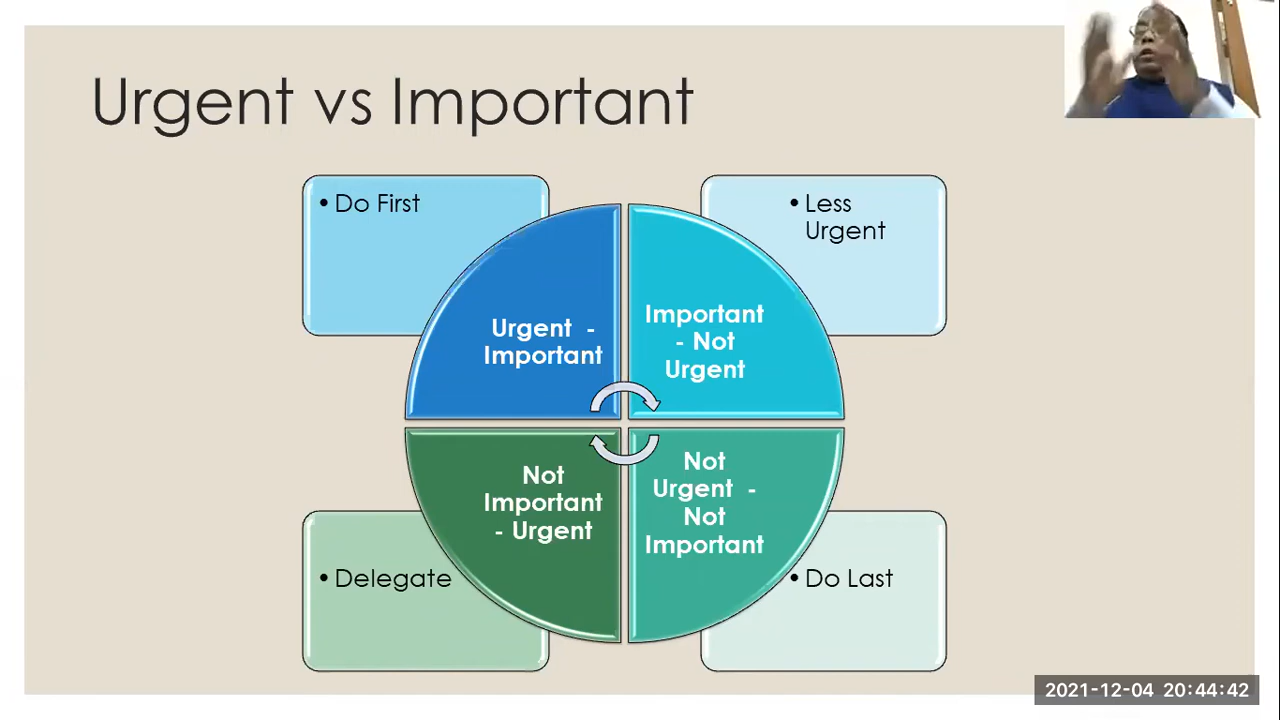 Urgent vs Important
• Do First
• Less
Urgent
Urgent -
Important
Important
- Not
Urgent
Not
Important
- Urgent
Not
Urgent -
Not
Important
• Delegate
• Do Last
2021-12-04 20:44:42